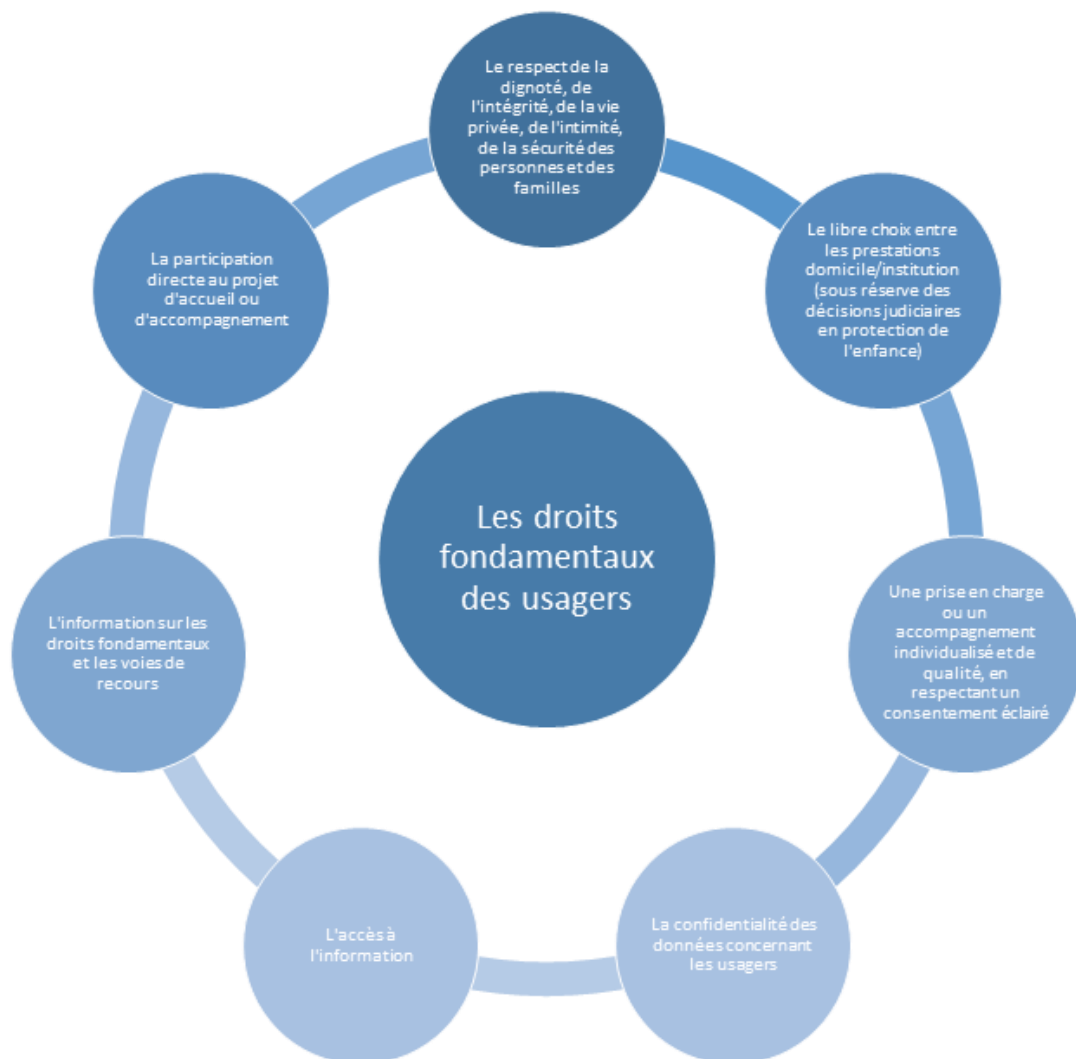 Le respect de la
dignoté, de
l'intégrité, de la vie
privée, de l'intimité,
de la sécurité des
personnes et des
familles
Le libre choix entre
les prestations
domicile/institution
(sous réserve des
décisions judiciaires
en protection de
l'enfance)
Une prise en charge
ou un
accompagnement
individualisé et de
qualité, en
respectant un
consentement éclairé
La confidentialité des
données concernant
les usagers
L'accès à
l'information
L'information sur les
droits fondamentaux
et les voies de
recours
La participation
directe au projet
d'accueil ou
d'accompagnement
Les droits
fondamentaux
des usagers